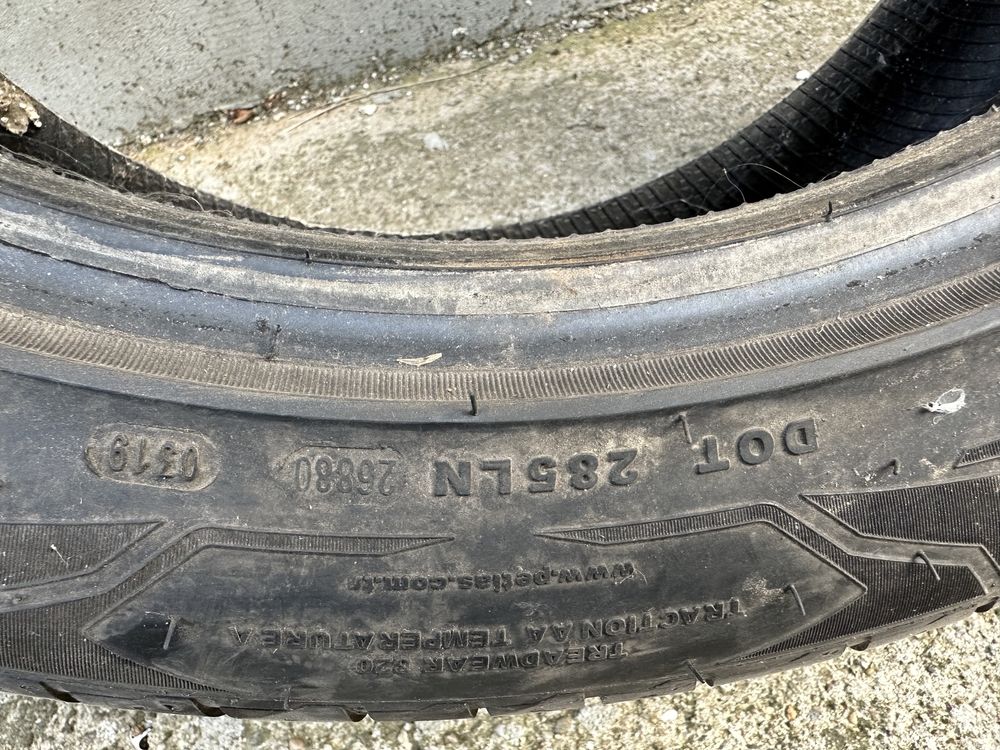 DOT 285LN 26880 0319
www.petlas.com.tr
TREADWEAR 320
TRACTION AA TEMPERATURE A